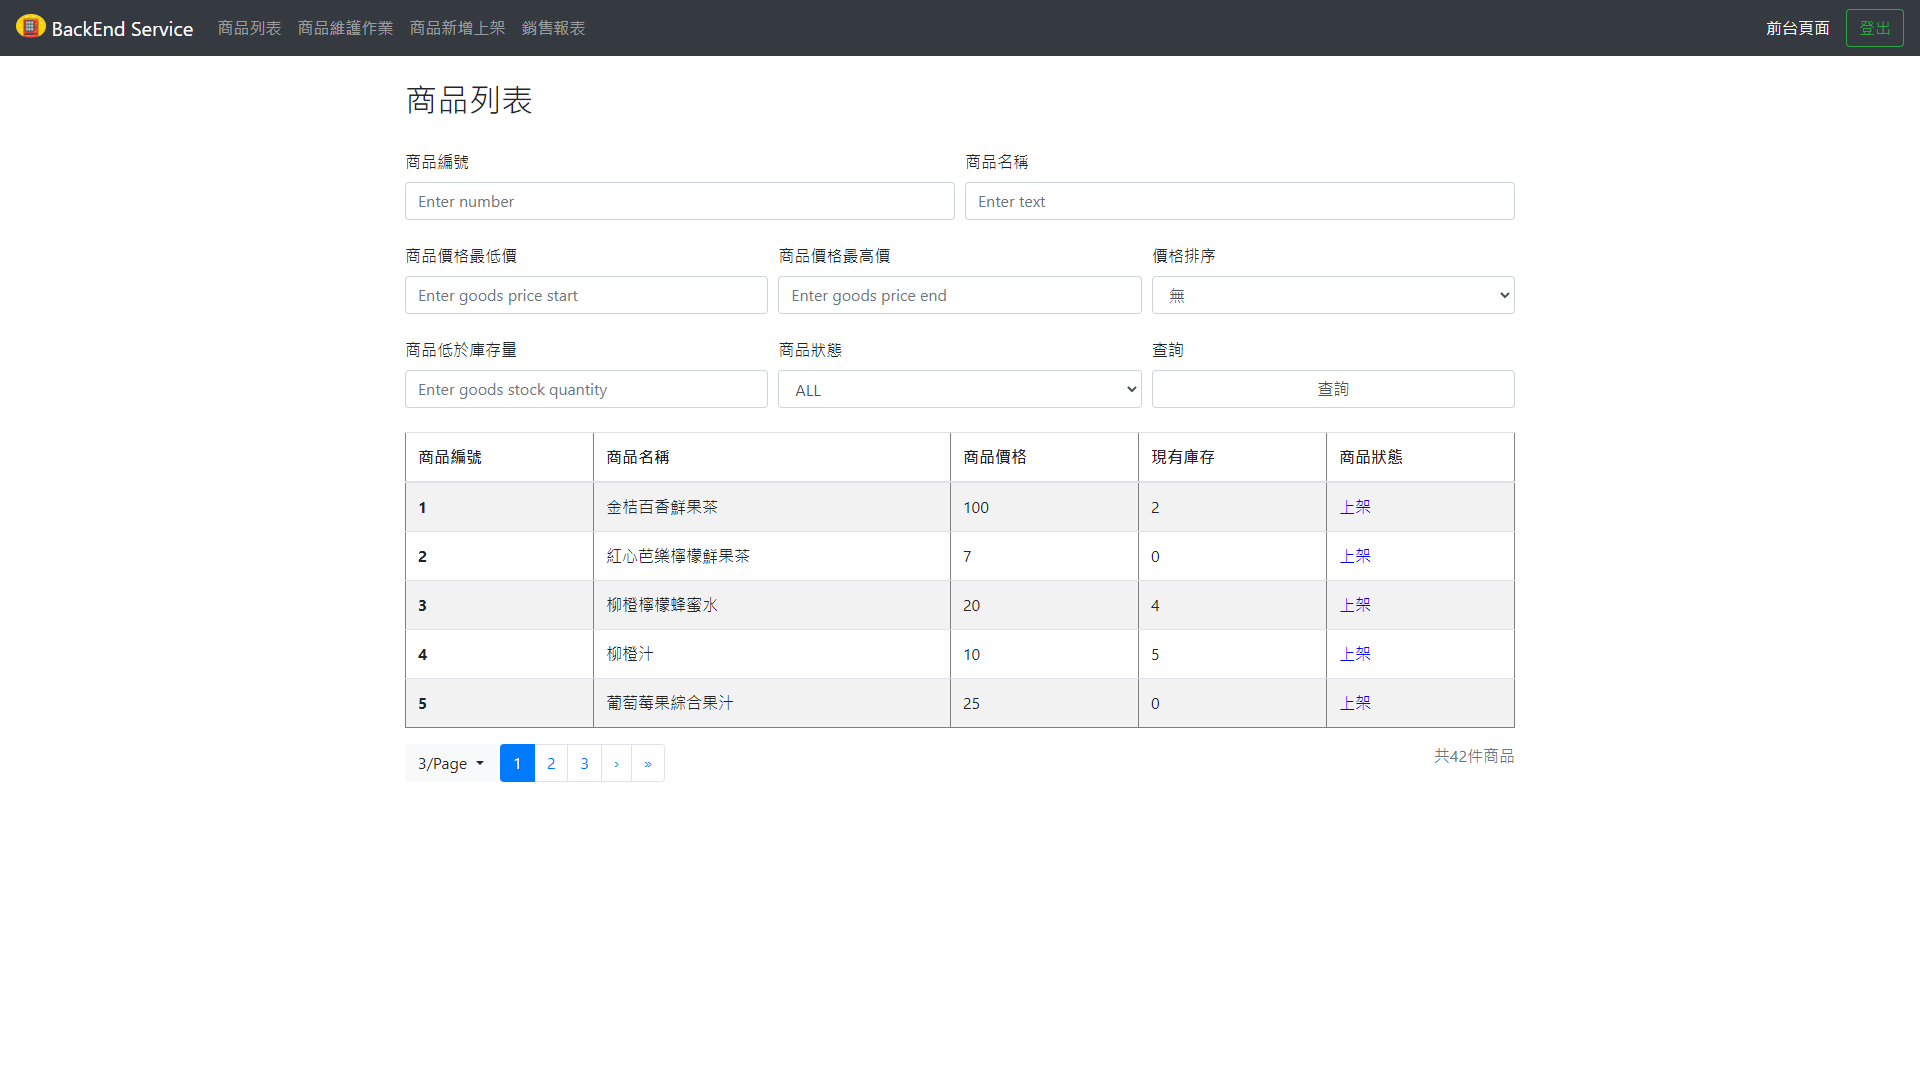 BackEnd Service 商品列表 商品維護作業 商品新增上架 銷售報表 前台頁面 登出
商品列表
商品編號 商品名稱
Enter number Enter text
商品價格最低價 商品價格最高價 價格排序
Enter goods price start Enter goods price end 無
商品低於庫存量 商品狀態 查詢
Enter goods stock quantity ALL 查詢
商品編號 商品名稱 商品價格 現有庫存 商品狀態
1 金桔百香鮮果茶 100 2 上架
2 紅心芭樂檸檬鮮果茶 7 0 上架
3 柳橙檸檬蜂蜜水 20 4 上架
4 柳橙汁 10 5 上架
5 葡萄莓果綜合果汁 25 0 上架
3/Page 1 2 3 › » 共42件商品